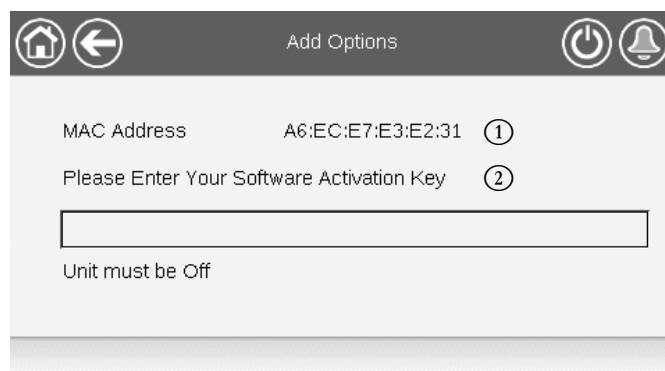 Add Options
MAC Address A6:EC:E7:E3:E2:31 1
Please Enter Your Software Activation Key 2
Unit must be Off